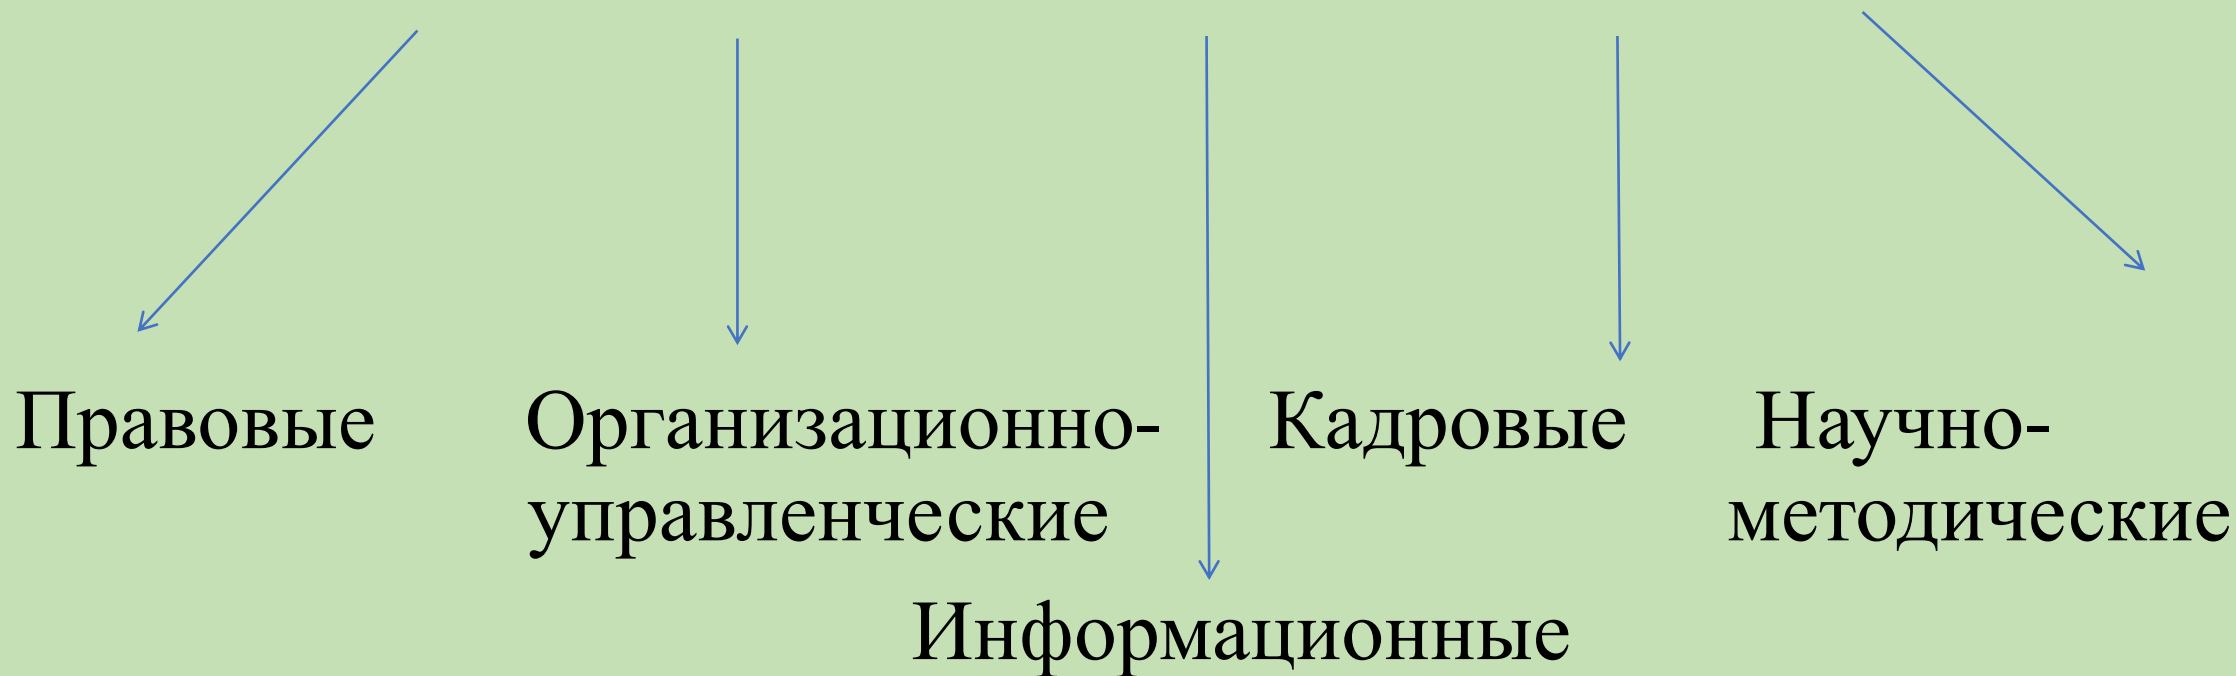 Правовые Организационно- Кадровые Научно-
управленческие методические
Информационные